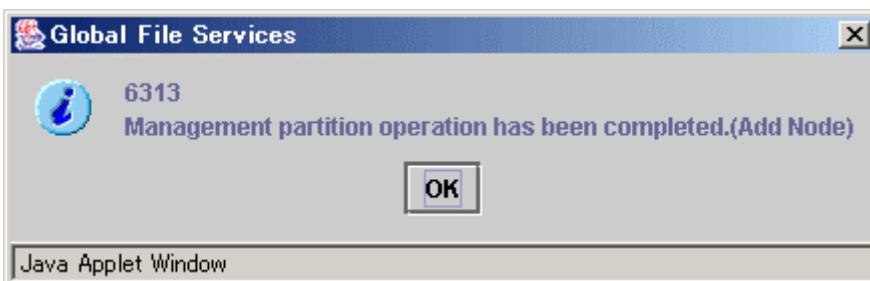 Global File Services
6313
Management partition operation has been completed.(Add Node)
OK
Java Applet Window